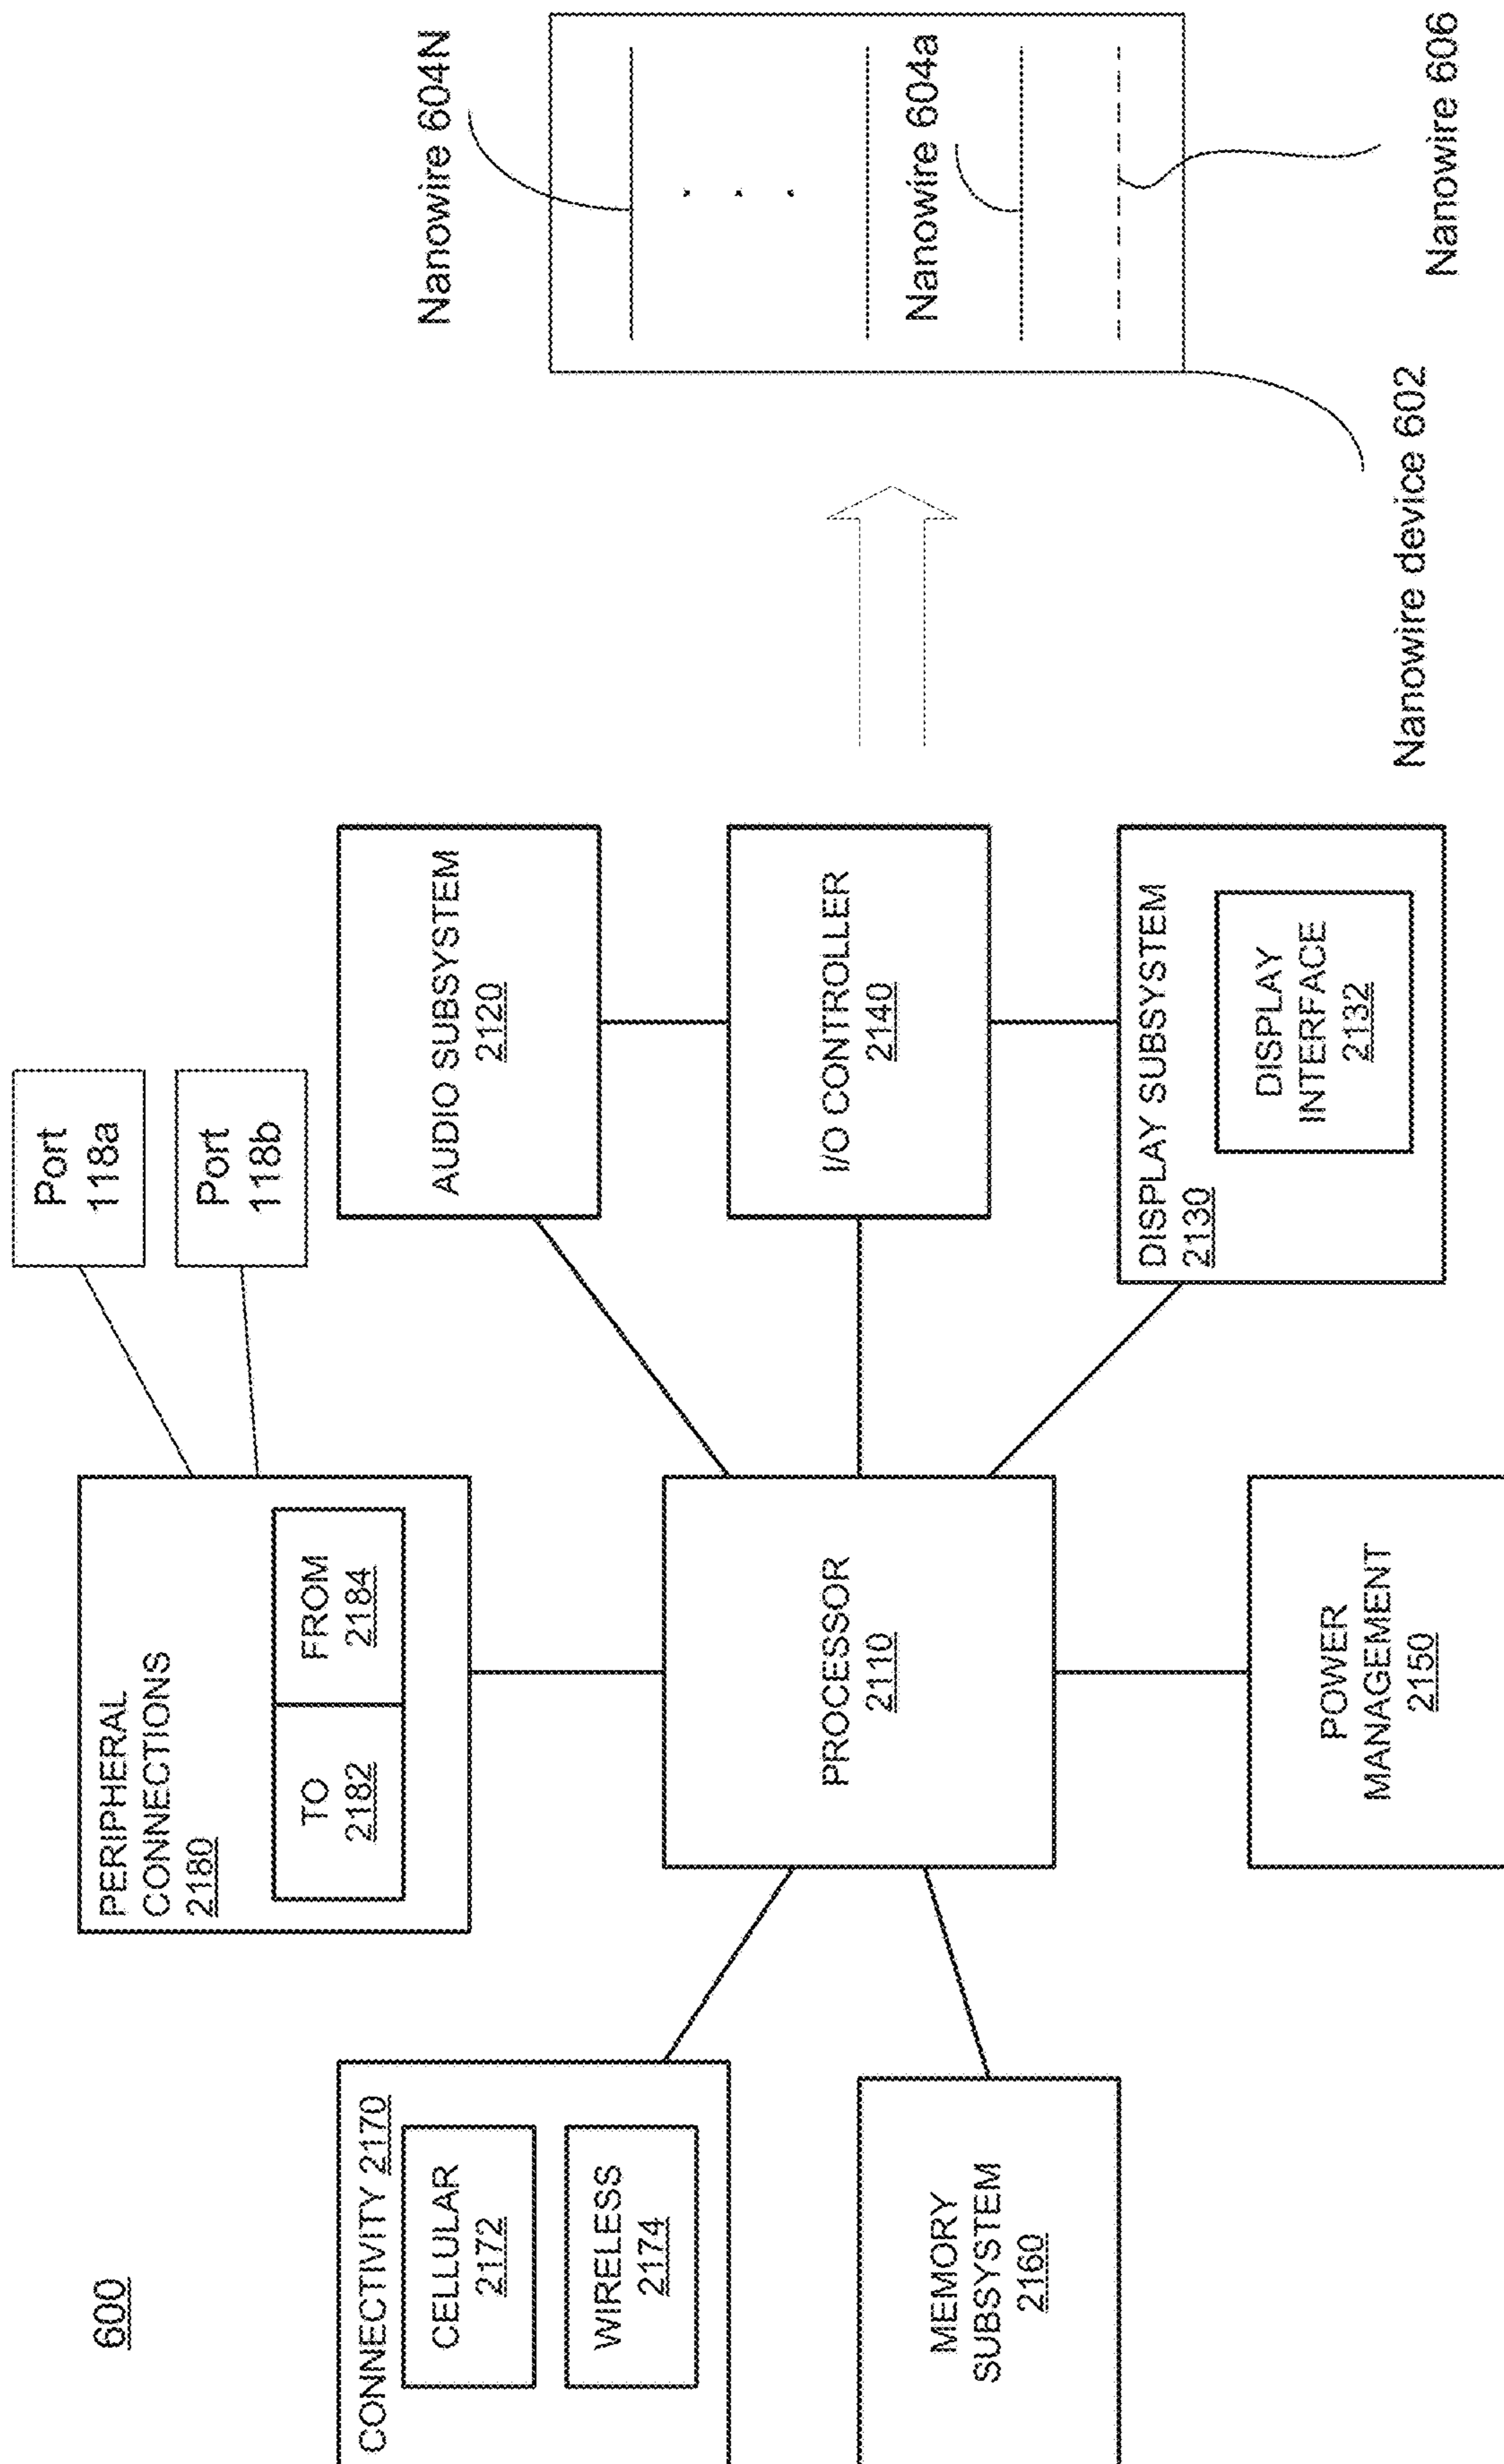 600
PERIPHERAL
CONNECTIONS
2180
TO
2182
FROM
2184
Port
118a
Port
118b
CONNECTIVITY 2170
CELLULAR
2172
WIRELESS
2174
AUDIO SUBSYSTEM
2120
PROCESSOR
2110
I/O CONTROLLER
2140
MEMORY
SUBSYSTEM
2160
DISPLAY SUBSYSTEM
2130
DISPLAY
INTERFACE
2132
POWER
MANAGEMENT
2150
Nanowire 604N
Nanowire 604a
Nanowire 606
Nanowire device 602